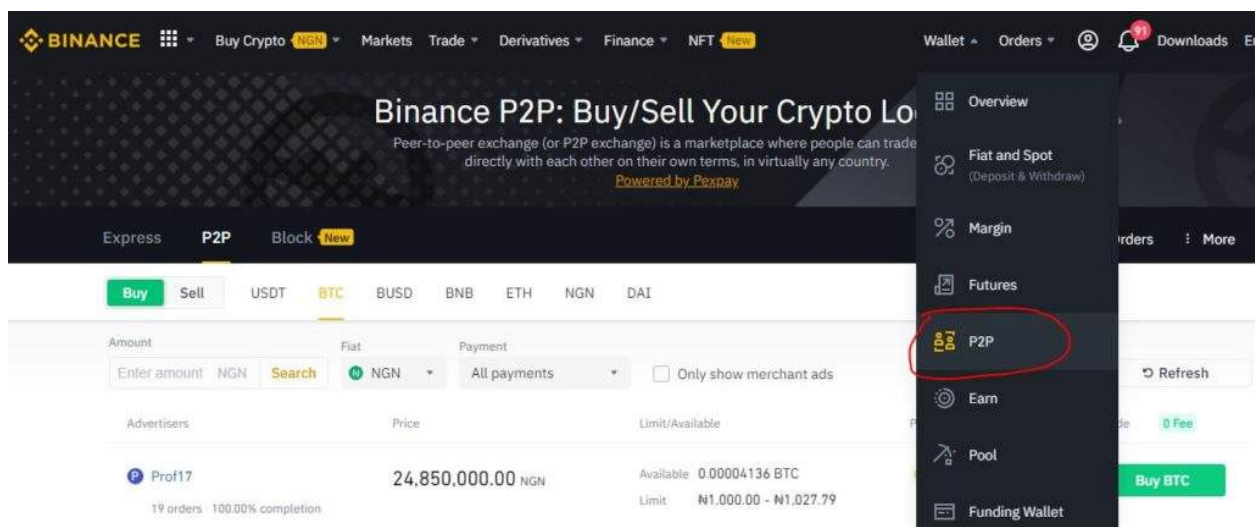 BINANCE Buy Crypto NGN Markets Trade Derivatives Finance NFT New Wallet Orders 91 Downloads
Binance P2P: Buy/Sell Your Crypto Lo
Peer-to-peer exchange (or P2P exchange) is a marketplace where people can trade
directly with each other on their own terms, in virtually any country.
Powered by Pexpay
Express P2P Block New
rders More
Buy Sell USDT BTC BUSD BNB ETH NGN DAI
Amount Fiat Payment
Enter amount NGN Search NGN All payments Only show merchant ads
Refresh
Advertisers Price Limit/Available
0 Fee
Prof17 24,850,000.00 NGN Available 0.00004136 BTC
Buy BTC
19 orders 100.00% completion Limit ₦1,000.00 - ₦1,027.79
Overview
Fiat and Spot
(Deposit & Withdraw)
Margin
Futures
P2P
Earn
Pool
Funding Wallet